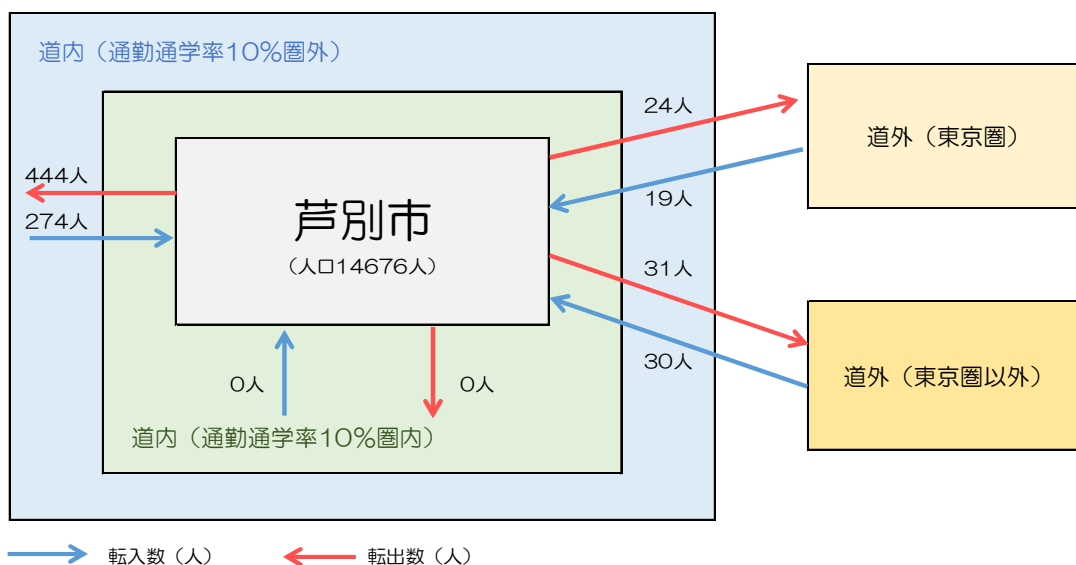 道内（通勤通学率10%圏外）
24人
道外（東京圏）
444人
274人
芦別市
（人口14676人）
19人
31人
30人
道外（東京圏以外）
0人
0人
道内（通勤通学率10%圏内）
転入数（人）
転出数（人）